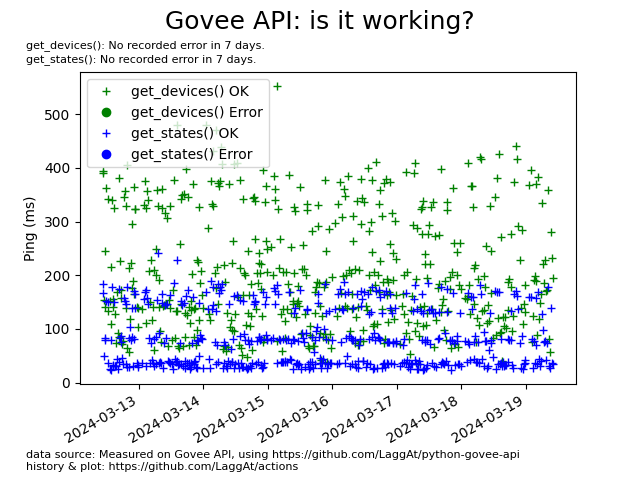 Govee API: is it working?
get_devices(): No recorded error in 7 days.
get_states(): No recorded error in 7 days.
get_devices() OK
get_devices() Error
get_states() OK
get_states() Error
Ping (ms)
500
400
300
200
100
0
2024-03-13
2024-03-14
2024-03-15
2024-03-16
2024-03-17
2024-03-18
2024-03-19
data source: Measured on Govee API, using https://github.com/LaggAt/python-govee-api
history & plot: https://github.com/LaggAt/actions